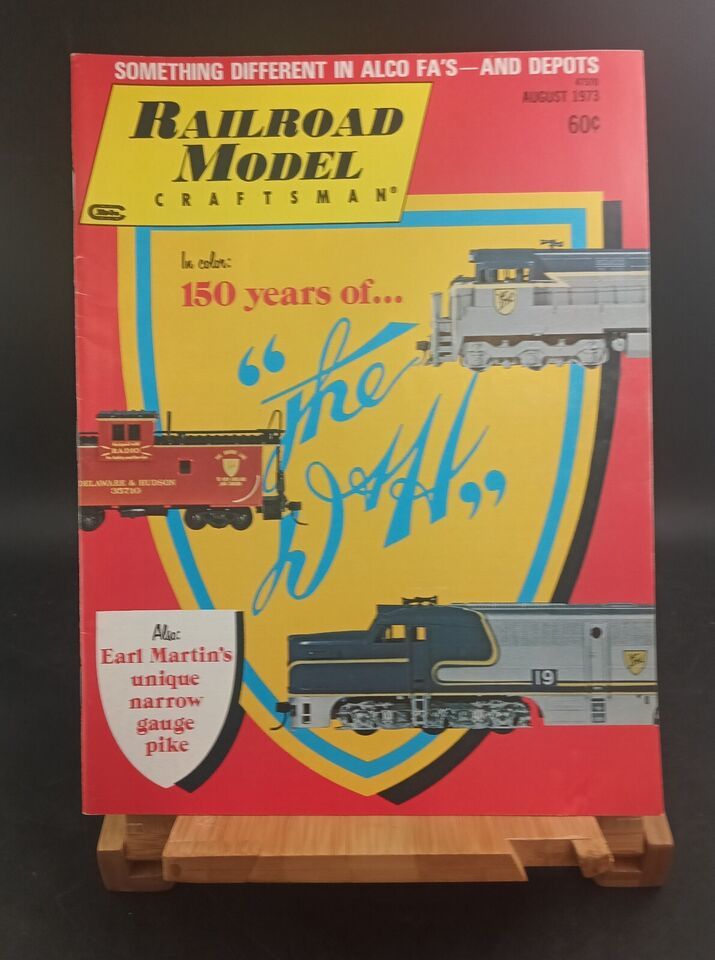 SOMETHING DIFFERENT IN ALCO FA'S—AND DEPOTS
AUGUST 1973
60¢
RAILROAD
MODEL
CRAFTSMAN®
In color:
150 years of...
"The
D&H"
RADIO
DELAWARE & HUDSON
35710
19
Also:
Earl Martin's
unique
narrow
gauge
pike